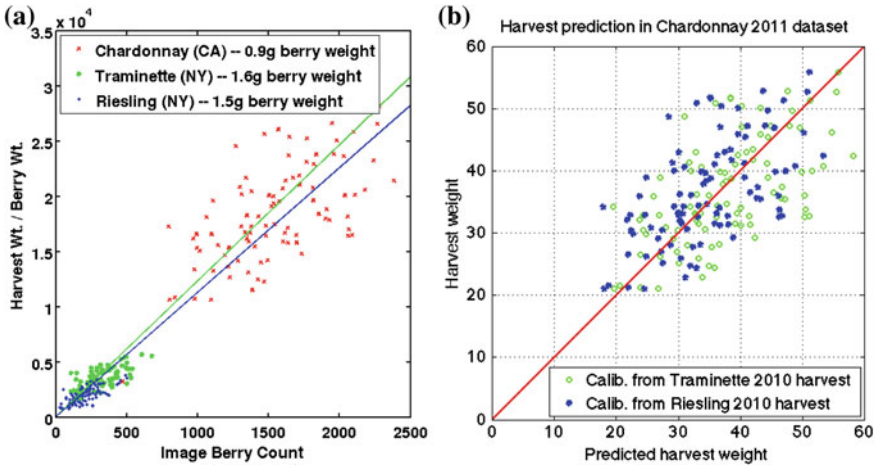 (a)
x 10⁴
3.5
3
2.5
2
1.5
1
0.5
0
Harvest Wt. / Berry Wt.
Chardonnay (CA) -- 0.9g berry weight
Traminette (NY) -- 1.6g berry weight
Riesling (NY) -- 1.5g berry weight
0 500 1000 1500 2000 2500
Image Berry Count
(b)
Harvest prediction in Chardonnay 2011 dataset
60
50
40
30
20
10
0
Harvest weight
Calib. from Traminette 2010 harvest
Calib. from Riesling 2010 harvest
0 10 20 30 40 50 60
Predicted harvest weight